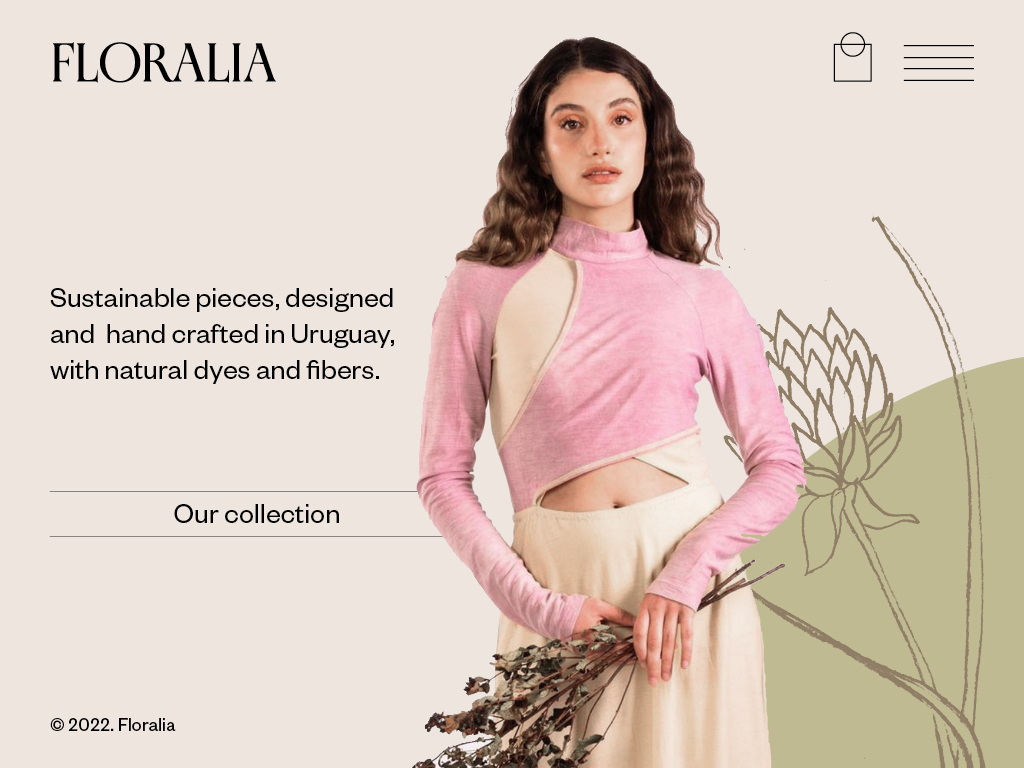 FLORALIA
Sustainable pieces, designed
and  hand crafted in Uruguay,
with natural dyes and fibers.
Our collection
© 2022. Floralia